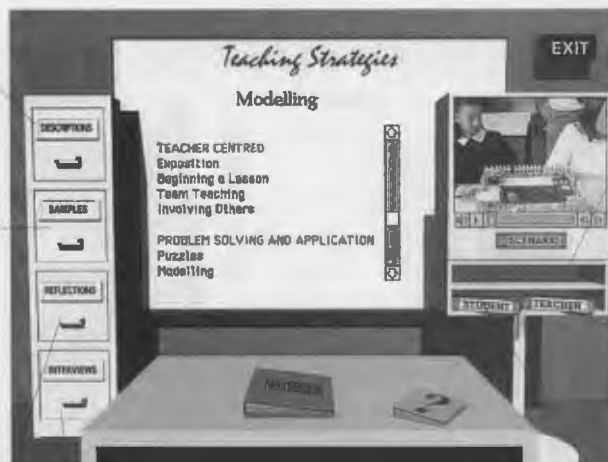 Teaching Strategies
EXIT
Modelling
DESCRIPTIONS
TEACHER CENTRED
Exposition
Beginning a Lesson
Team Teaching
Involving Others
SAMPLES
PROBLEM SOLVING AND APPLICATION
Puzzles
Modelling
SCENARIO
REFLECTIONS
STUDENT
TEACHER
INTERVIEWS
NOTEBOOK
?